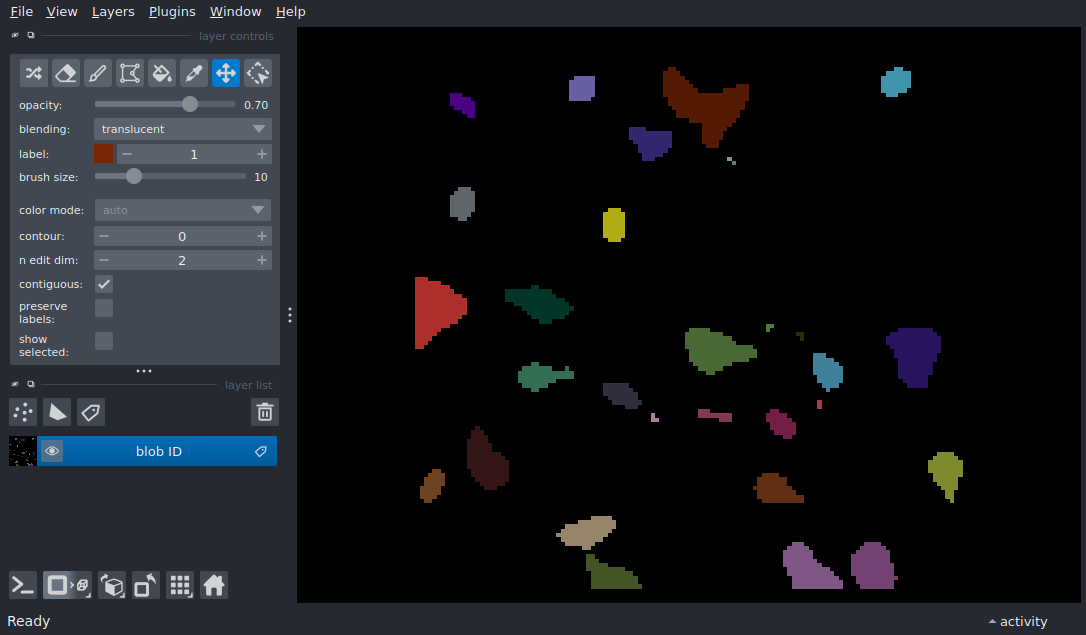 File View Layers Plugins Window Help
layer controls
opacity: 0.70
blending: translucent
label: 1
brush size: 10
color mode: auto
contour: 0
n edit dim: 2
contiguous:
preserve
labels:
show
selected:
layer list
blob ID
Ready
activity